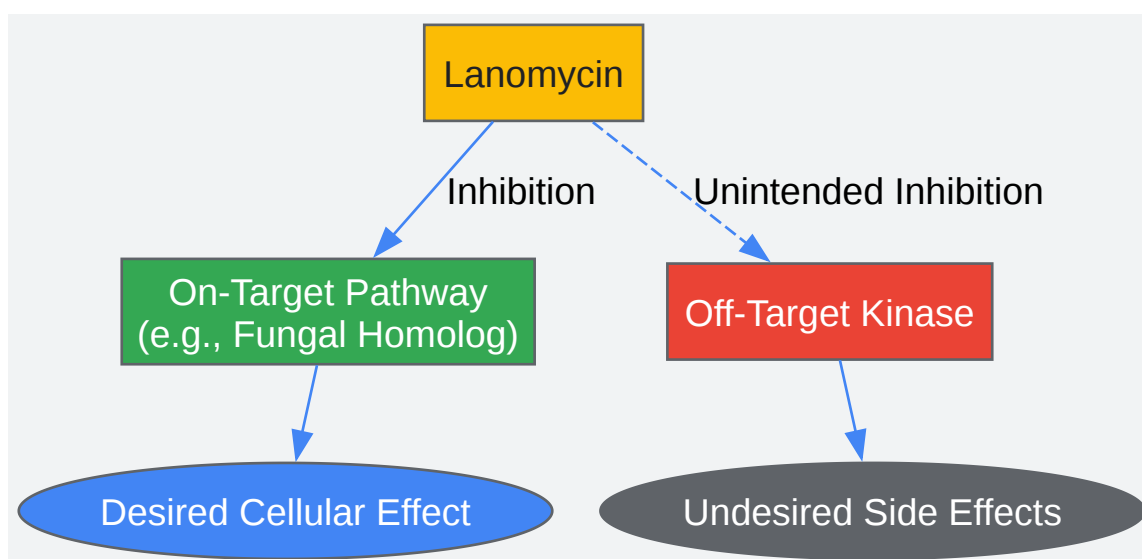 Lanomycin
Inhibition
Unintended Inhibition
On-Target Pathway
(e.g., Fungal Homolog)
Off-Target Kinase
Desired Cellular Effect
Undesired Side Effects